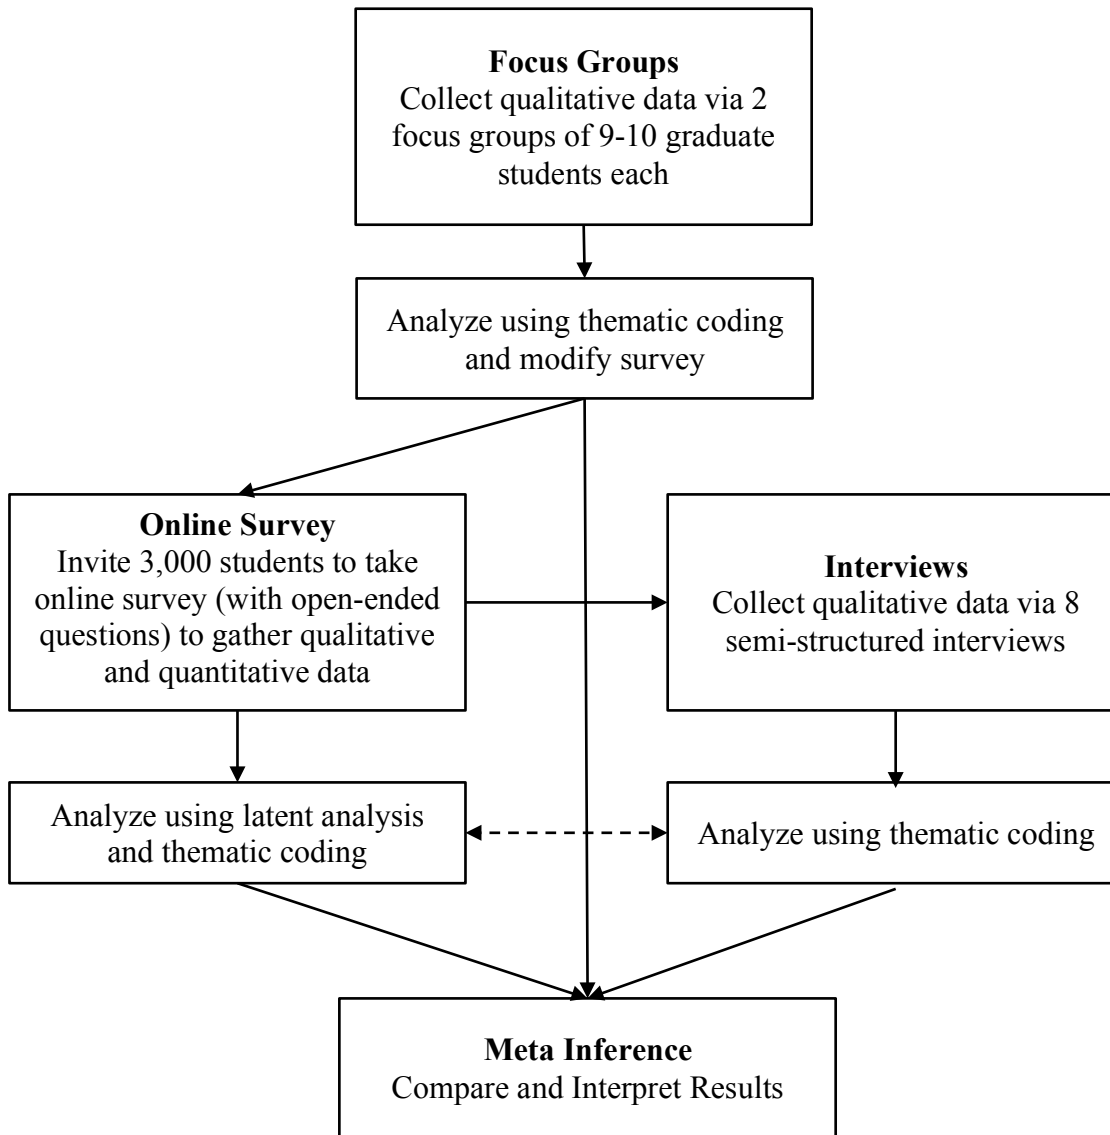 Focus Groups
Collect qualitative data via 2
focus groups of 9-10 graduate
students each
Analyze using thematic coding
and modify survey
Online Survey
Invite 3,000 students to take
online survey (with open-ended
questions) to gather qualitative
and quantitative data
Interviews
Collect qualitative data via 8
semi-structured interviews
Analyze using latent analysis
and thematic coding
Analyze using thematic coding
Meta Inference
Compare and Interpret Results